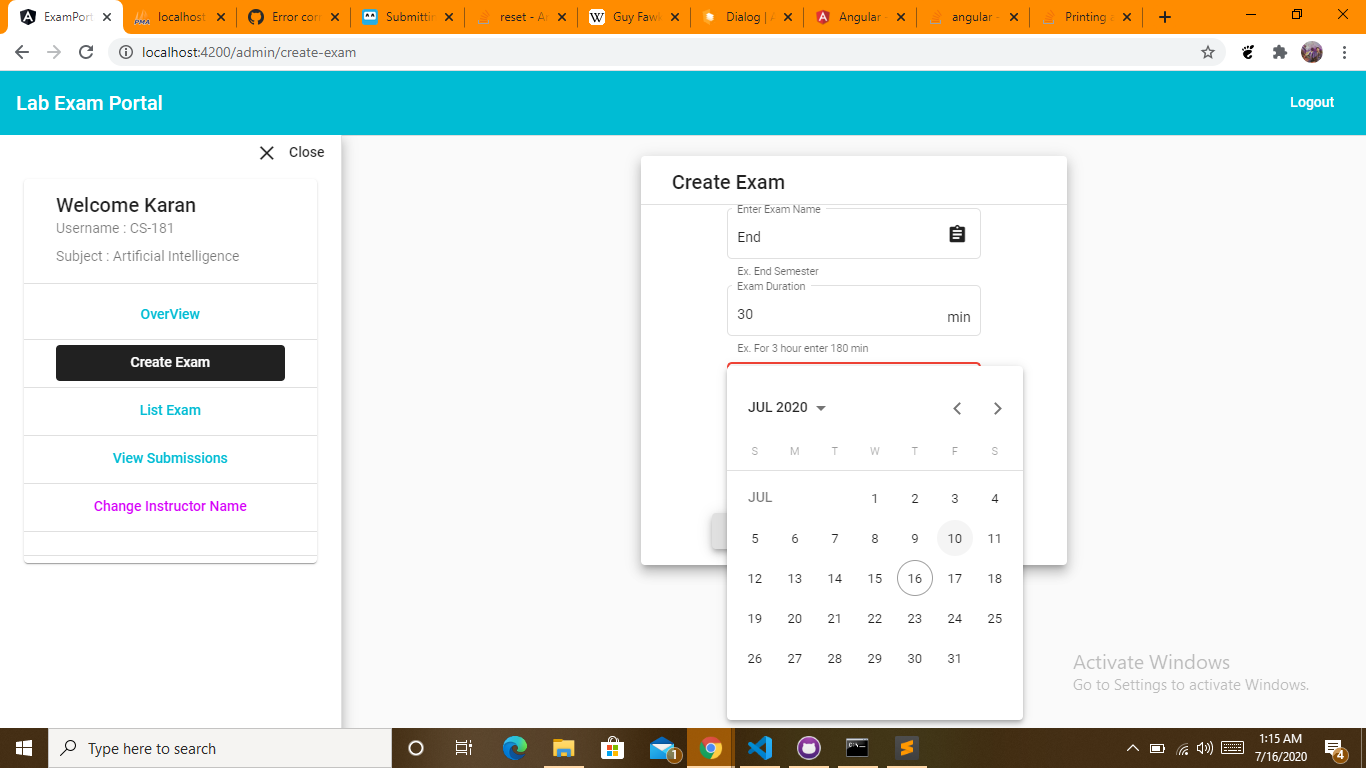 ExamPort
localhost
Error con
Submittin
reset - An
Guy Fawk
Dialog | A
Angular -
angular -
Printing a
localhost:4200/admin/create-exam
Lab Exam Portal
Logout
Close
Welcome Karan
Username : CS-181
Subject : Artificial Intelligence
OverView
Create Exam
List Exam
View Submissions
Change Instructor Name
Create Exam
Enter Exam Name
End
Ex. End Semester
Exam Duration
30 min
Ex. For 3 hour enter 180 min
JUL 2020
S M T W T F S
JUL 1 2 3 4
5 6 7 8 9 10 11
12 13 14 15 16 17 18
19 20 21 22 23 24 25
26 27 28 29 30 31
Activate Windows
Go to Settings to activate Windows.
Type here to search
1
1:15 AM
7/16/2020
4